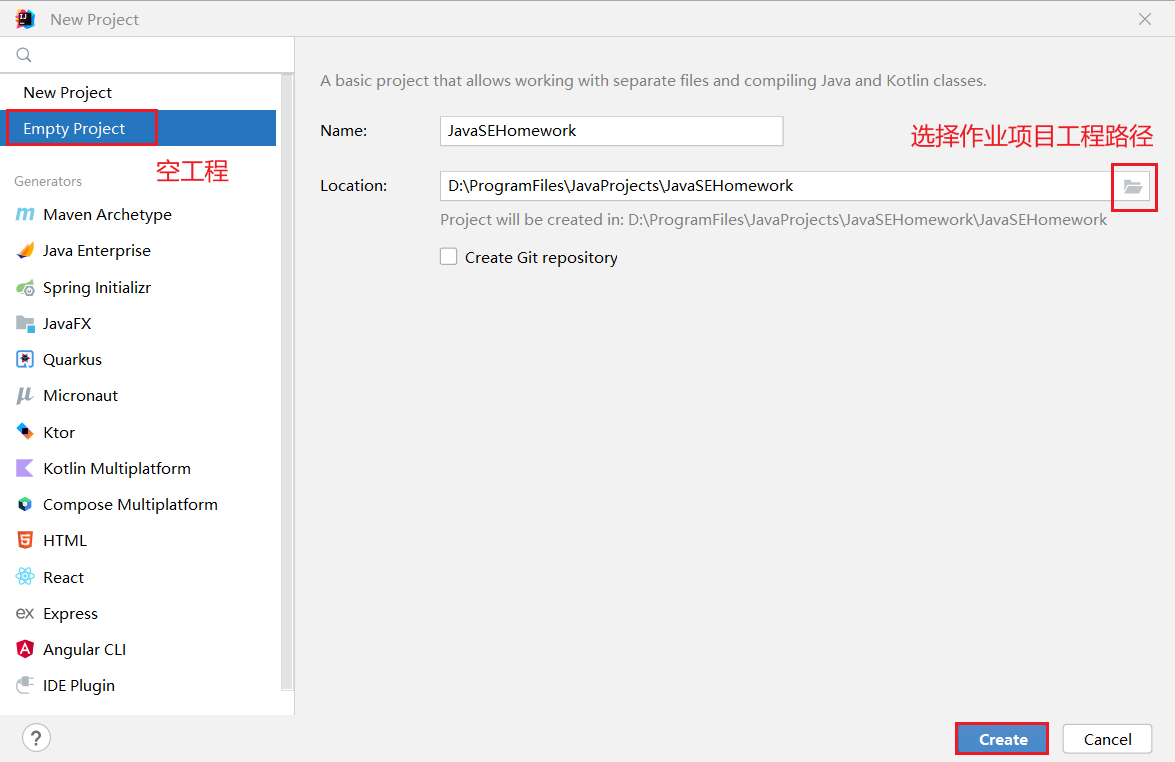 New Project
New Project
Empty Project
空工程
Generators
Maven Archetype
Java Enterprise
Spring Initializr
JavaFX
Quarkus
Micronaut
Ktor
Kotlin Multiplatform
Compose Multiplatform
HTML
React
ex Express
Angular CLI
IDE Plugin
A basic project that allows working with separate files and compiling Java and Kotlin classes.
Name: JavaSEHomework
选择作业项目工程路径
Location: D:\ProgramFiles\JavaProjects\JavaSEHomework
Project will be created in: D:\ProgramFiles\JavaProjects\JavaSEHomework\JavaSEHomework
Create Git repository
?
Create
Cancel